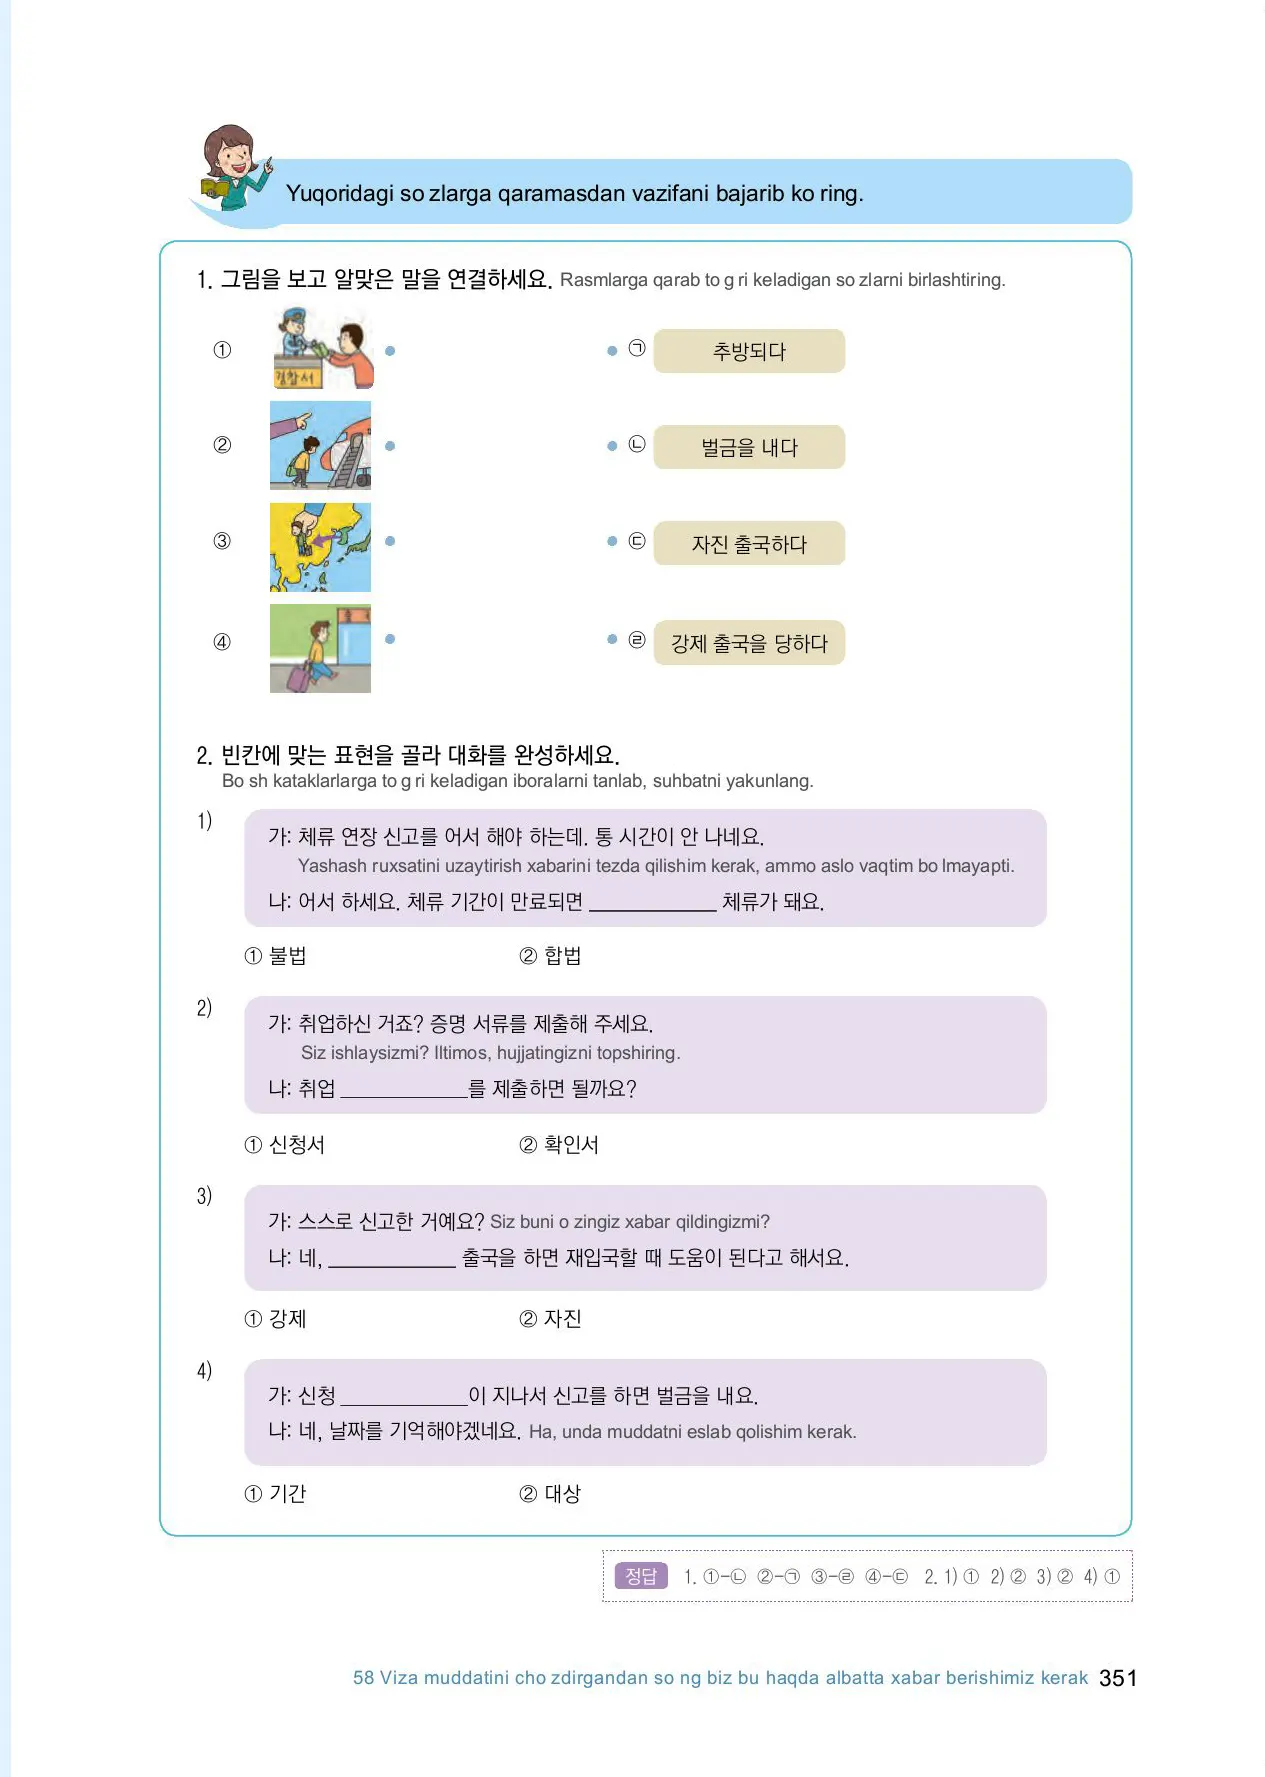 Yuqoridagi so zlarga qaramasdan vazifani bajarib ko ring.
1. 그림을 보고 알맞은 말을 연결하세요. Rasmlarga qarab to g ri keladigan so zlarni birlashtiring.
①
경찰서
㉠ 추방되다
②
㉡ 벌금을 내다
③
㉢ 자진 출국하다
④
㉣ 강제 출국을 당하다
2. 빈칸에 맞는 표현을 골라 대화를 완성하세요.
Bo sh kataklarlarga to g ri keladigan iboralarni tanlab, suhbatni yakunlang.
1)
가: 체류 연장 신고를 어서 해야 하는데. 통 시간이 안 나네요.
Yashash ruxsatini uzaytirish xabarini tezda qilishim kerak, ammo aslo vaqtim bo lmayapti.
나: 어서 하세요. 체류 기간이 만료되면 ____________ 체류가 돼요.
① 불법 ② 합법
2)
가: 취업하신 거죠? 증명 서류를 제출해 주세요.
Siz ishlaysizmi? Iltimos, hujjatingizni topshiring.
나: 취업 ____________를 제출하면 될까요?
① 신청서 ② 확인서
3)
가: 스스로 신고한 거예요? Siz buni o zingiz xabar qildingizmi?
나: 네, ____________ 출국을 하면 재입국할 때 도움이 된다고 해서요.
① 강제 ② 자진
4)
가: 신청 ____________이 지나서 신고를 하면 벌금을 내요.
나: 네, 날짜를 기억해야겠네요. Ha, unda muddatni eslab qolishim kerak.
① 기간 ② 대상
정답 1. ①-㉡ ②-㉠ ③-㉣ ④-㉢ 2. 1) ① 2) ② 3) ② 4) ①
58 Viza muddatini cho zdirgandan so ng biz bu haqda albatta xabar berishimiz kerak 351